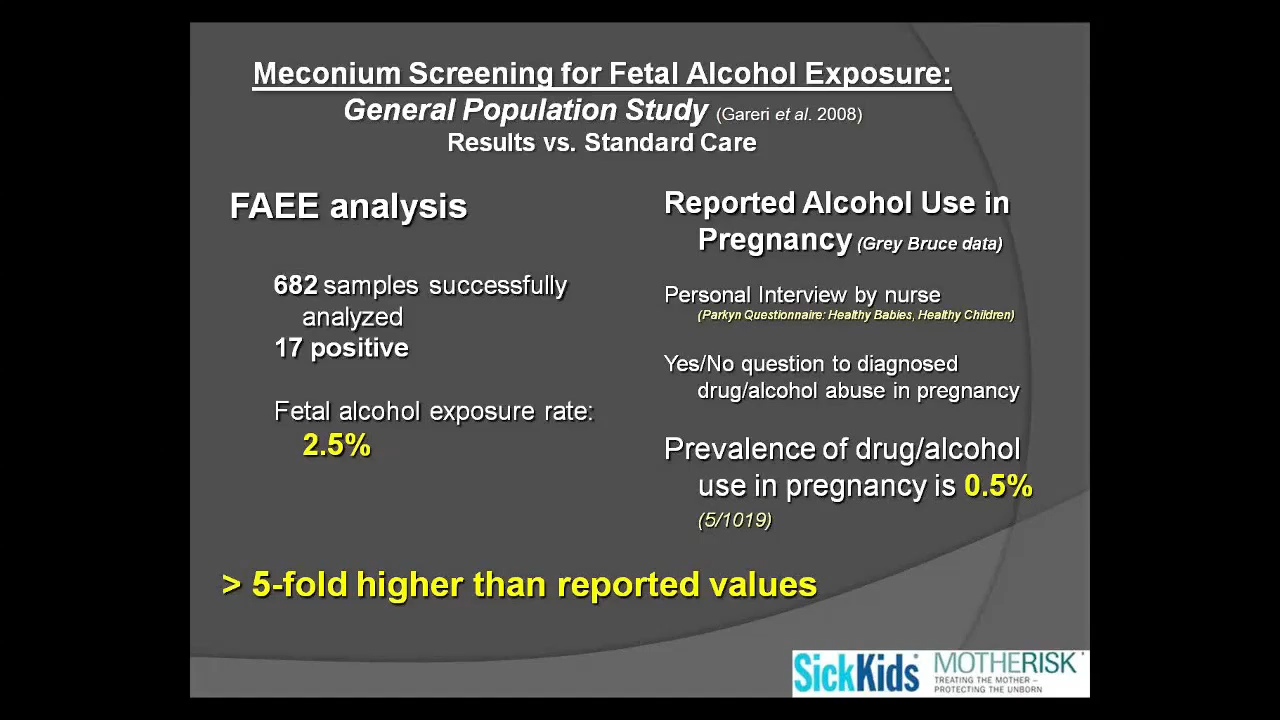 Meconium Screening for Fetal Alcohol Exposure:
General Population Study (Gareri et al. 2008)
Results vs. Standard Care
FAEE analysis
682 samples successfully
analyzed
17 positive
Fetal alcohol exposure rate:
2.5%
Reported Alcohol Use in
Pregnancy (Grey Bruce data)
Personal Interview by nurse
(Parkyn Questionnaire: Healthy Babies, Healthy Children)
Yes/No question to diagnosed
drug/alcohol abuse in pregnancy
Prevalence of drug/alcohol
use in pregnancy is 0.5%
(5/1019)
> 5-fold higher than reported values
SickKids
MOTHERISK
TREATING THE MOTHER –
PROTECTING THE UNBORN